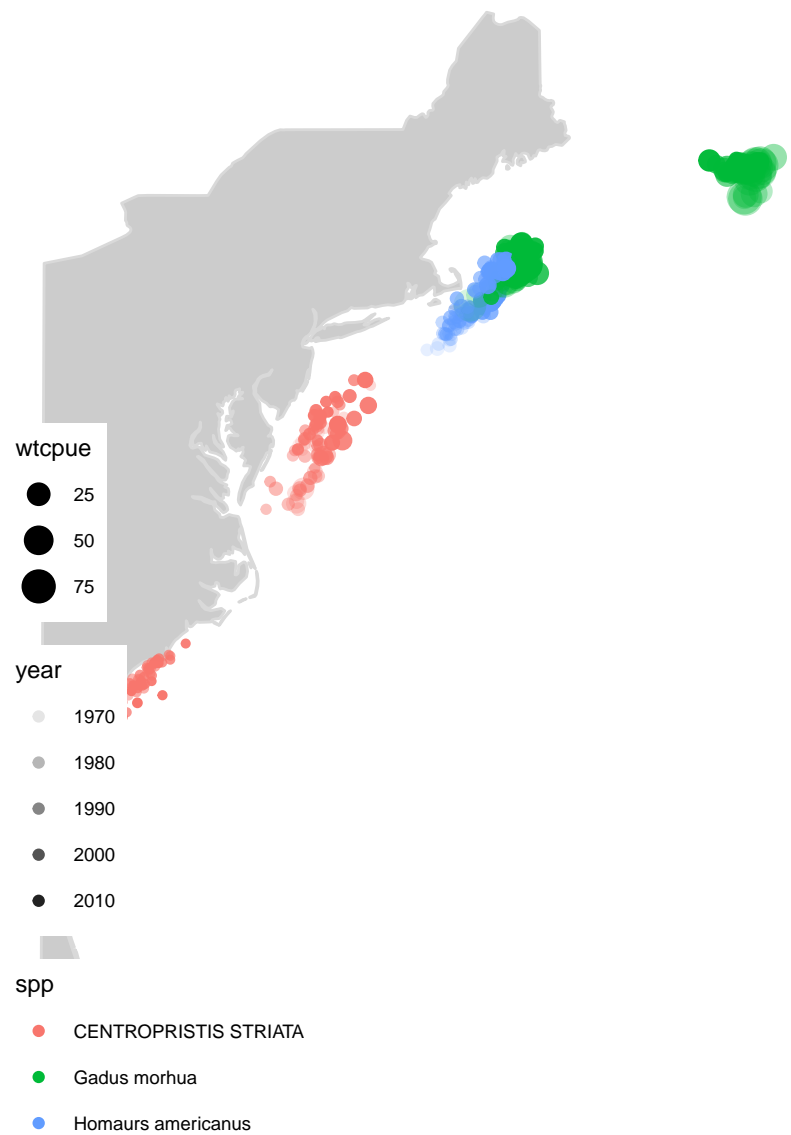 wtcpue
25
50
75
year
1970
1980
1990
2000
2010
spp
CENTROPRISTIS STRIATA
Gadus morhua
Homaurs americanus